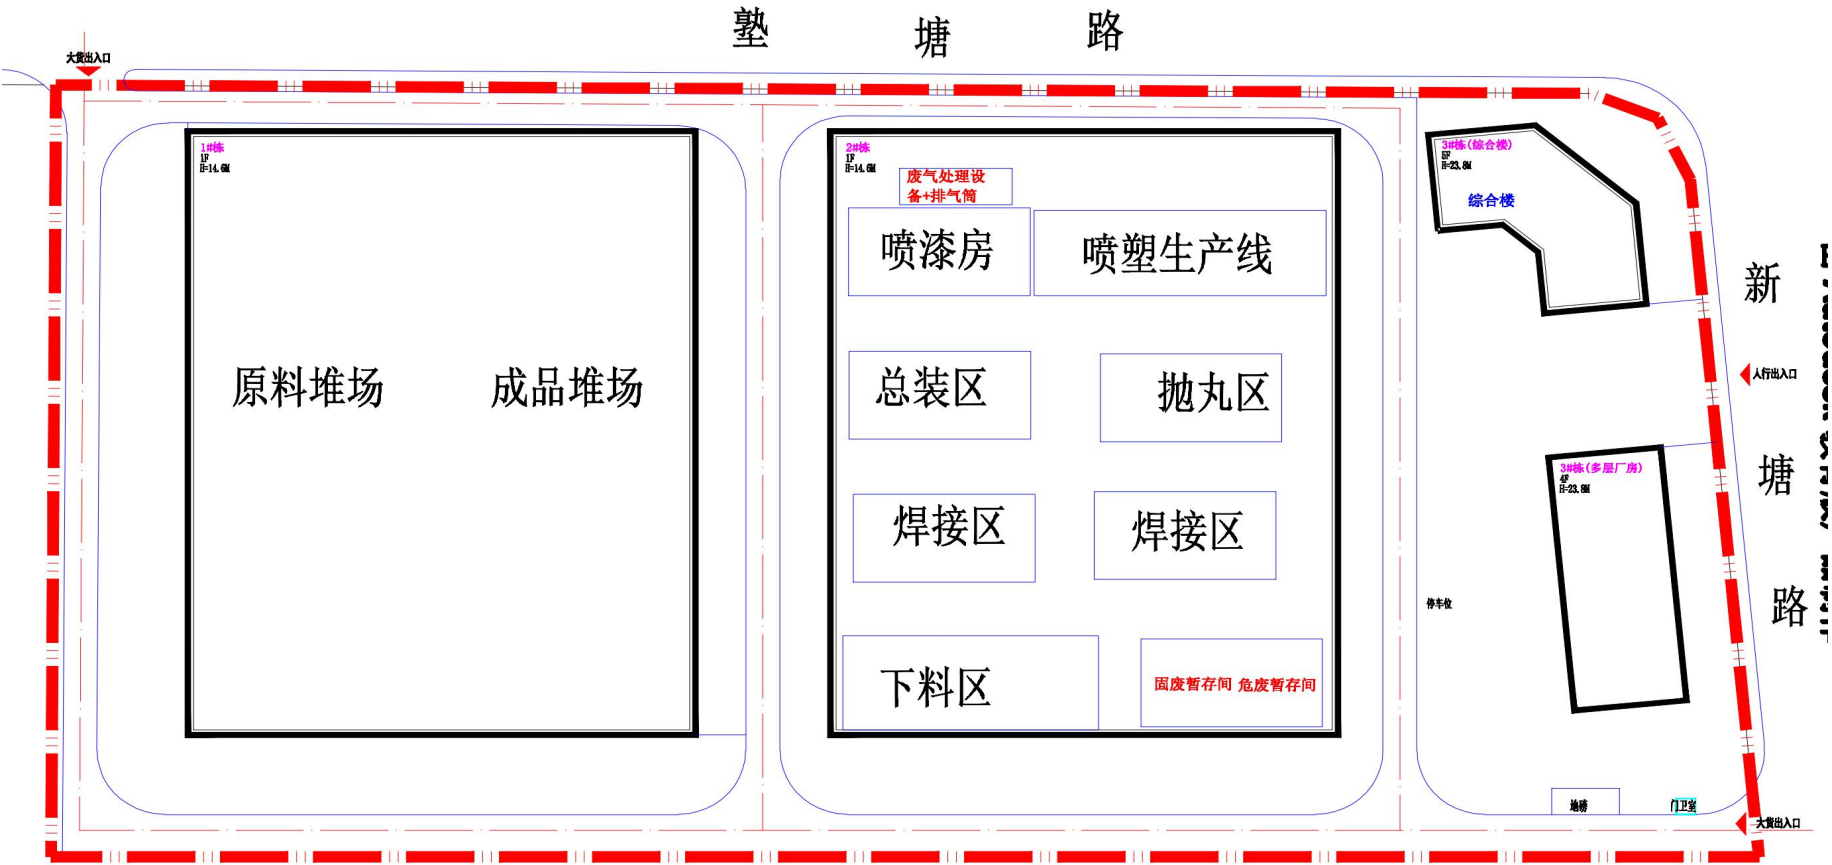 塾 塘 路
大货出入口
1#栋
1F
H=14.6M
原料堆场 成品堆场
2#栋
1F
H=14.6M
废气处理设
备+排气筒
喷漆房 喷塑生产线
总装区 抛丸区
焊接区 焊接区
下料区 固废暂存间 危废暂存间
3#栋(综合楼)
5F
H=23.8M
综合楼
新
塘
路
人行出入口
3#栋(多层厂房)
4F
H=23.8M
停车位
地磅 门卫室
大货出入口